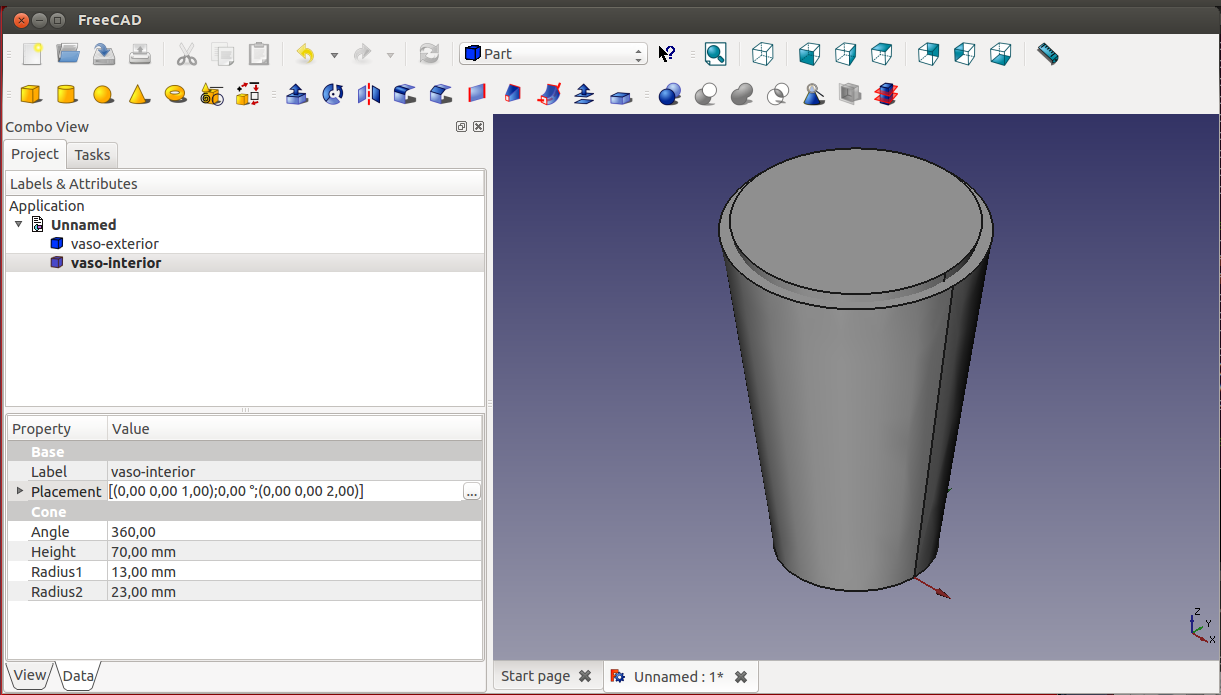 FreeCAD
Part
Combo View
Project Tasks
Labels & Attributes
Application
Unnamed
vaso-exterior
vaso-interior
Property Value
Base
Label vaso-interior
Placement [(0,00 0,00 1,00);0,00 °;(0,00 0,00 2,00)] ...
Cone
Angle 360,00
Height 70,00 mm
Radius1 13,00 mm
Radius2 23,00 mm
Z
Y
X
View Data
Start page Unnamed : 1*